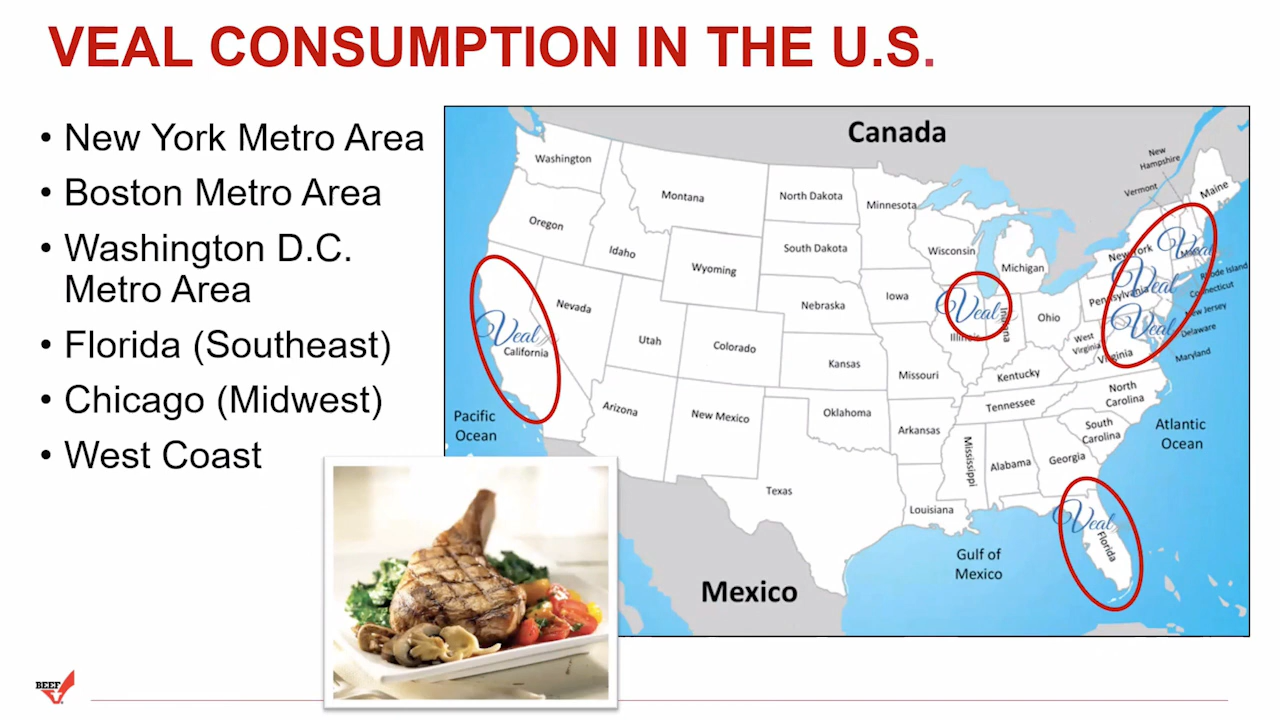 VEAL CONSUMPTION IN THE U.S.
• New York Metro Area
• Boston Metro Area
• Washington D.C.
Metro Area
• Florida (Southeast)
• Chicago (Midwest)
• West Coast
Canada
Washington
Montana
North Dakota
Minnesota
New
Hampshire
Vermont
Maine
Oregon
Idaho
Wyoming
South Dakota
Wisconsin
Michigan
New York
Veal
Mass
Rhode Island
Connecticut
Nevada
Nebraska
Iowa
Veal
Illinois
Indiana
Ohio
Pennsylvania
Veal
New Jersey
Delaware
Maryland
Veal
California
Utah
Colorado
Kansas
Missouri
Kentucky
West
Virginia
Virginia
Veal
Pacific
Ocean
Arizona
New Mexico
Oklahoma
Arkansas
Tennessee
North
Carolina
South
Carolina
Atlantic
Ocean
Texas
Louisiana
Mississippi
Alabama
Georgia
Veal
Florida
Gulf of
Mexico
Mexico
BEEF